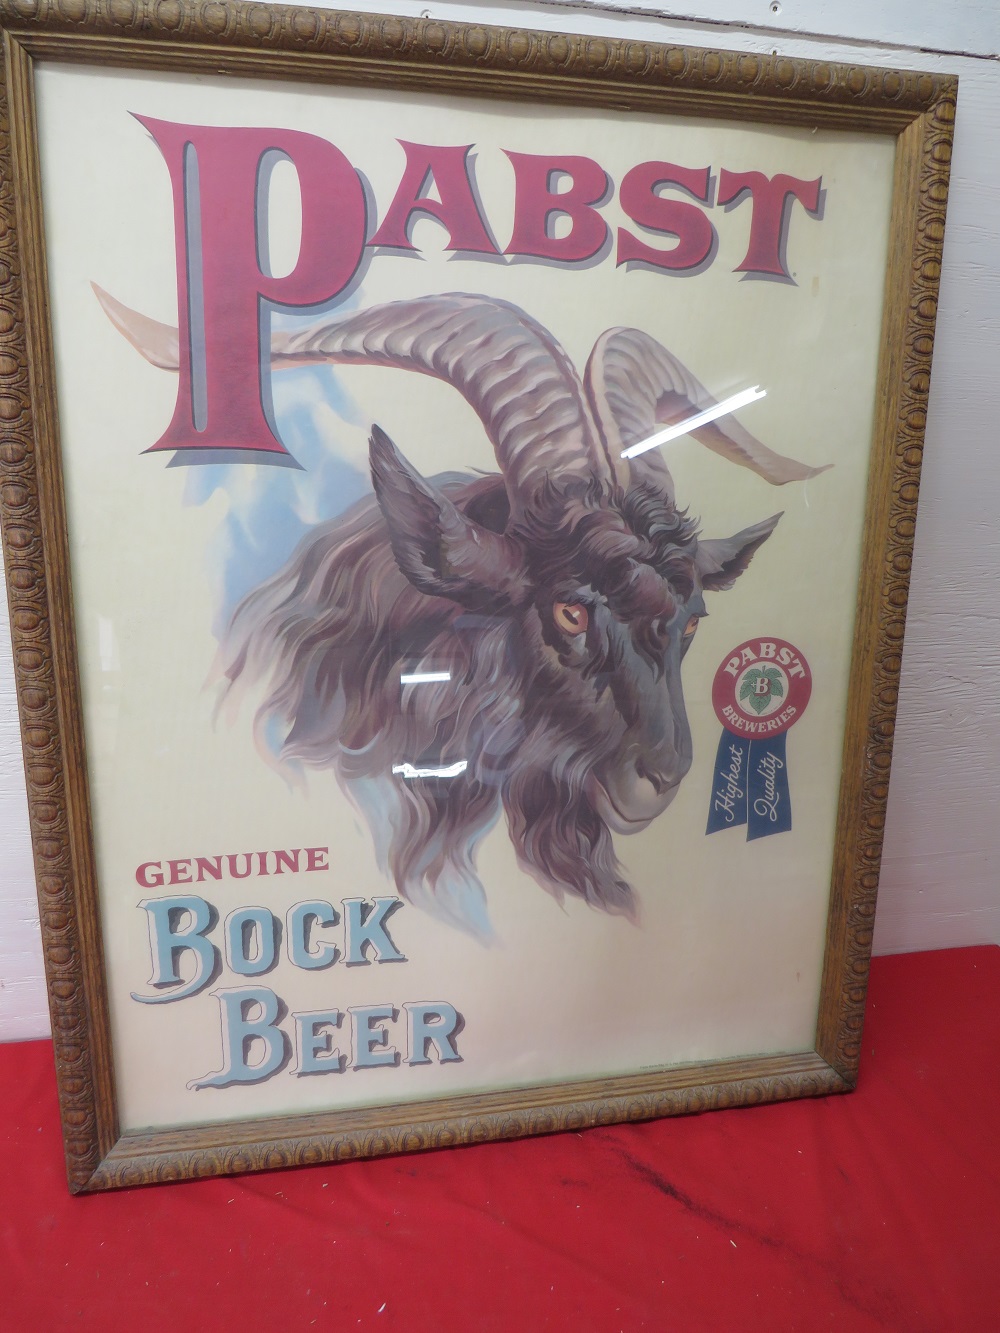 PABST
PABST
B
BREWERIES
Highest
Quality
GENUINE
BOCK
BEER